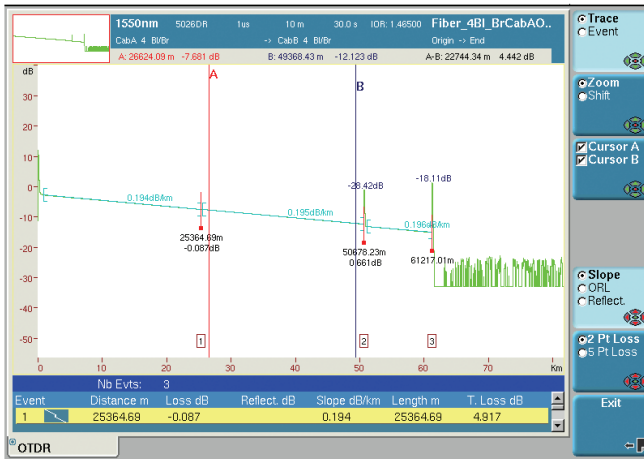 1550nm 5026DR 1us 10 m 30.0 s IOR: 1.46500 Fiber_4Bl_BrCabAO..
CabA 4 Bl/Br -> CabB 4 Bl/Br Origin -> End
A: 26624.09 m -7.681 dB B: 49368.43 m -12.123 dB A-B: 22744.34 m 4.442 dB
dB
30
20
10
0
-10
-20
-30
-40
-50
A
B
0.194dB/km
25364.69m
-0.087dB
0.195dB/km
-28.42dB
50678.23m
0.661dB
0.196dB/km
-18.11dB
61217.01m
1 2 3
0 10 20 30 40 50 60 70 Km
Nb Evts: 3
Event Distance m Loss dB Reflect. dB Slope dB/km Length m T. Loss dB
1 25364.69 -0.087 0.194 25364.69 4.917
OTDR
Trace
Event
Zoom
Shift
Cursor A
Cursor B
Slope
ORL
Reflect.
2 Pt Loss
5 Pt Loss
Exit